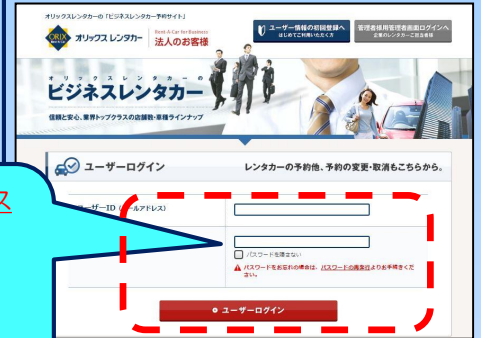 オリックスレンタカーの「ビジネスレンタカー予約サイト」
ORIX
オリックス レンタカー
Rent-A-Car for Business
法人のお客様
ユーザー情報の初回登録へ
はじめてご利用いただく方
管理者様用管理者画面ログインへ
企業のレンタカーご担当者様
オリックスレンタカーの
ビジネスレンタカー
信頼と安心、業界トップクラスの店舗数・車種ラインナップ
ユーザーログイン
レンタカーの予約他、予約の変更・取消もこちらから。
ス
ーザーID
ールアドレス)
パスワードを隠さない
パスワードをお忘れの場合は、パスワードの再発行よりお手続きくだ
さい。
ユーザーログイン